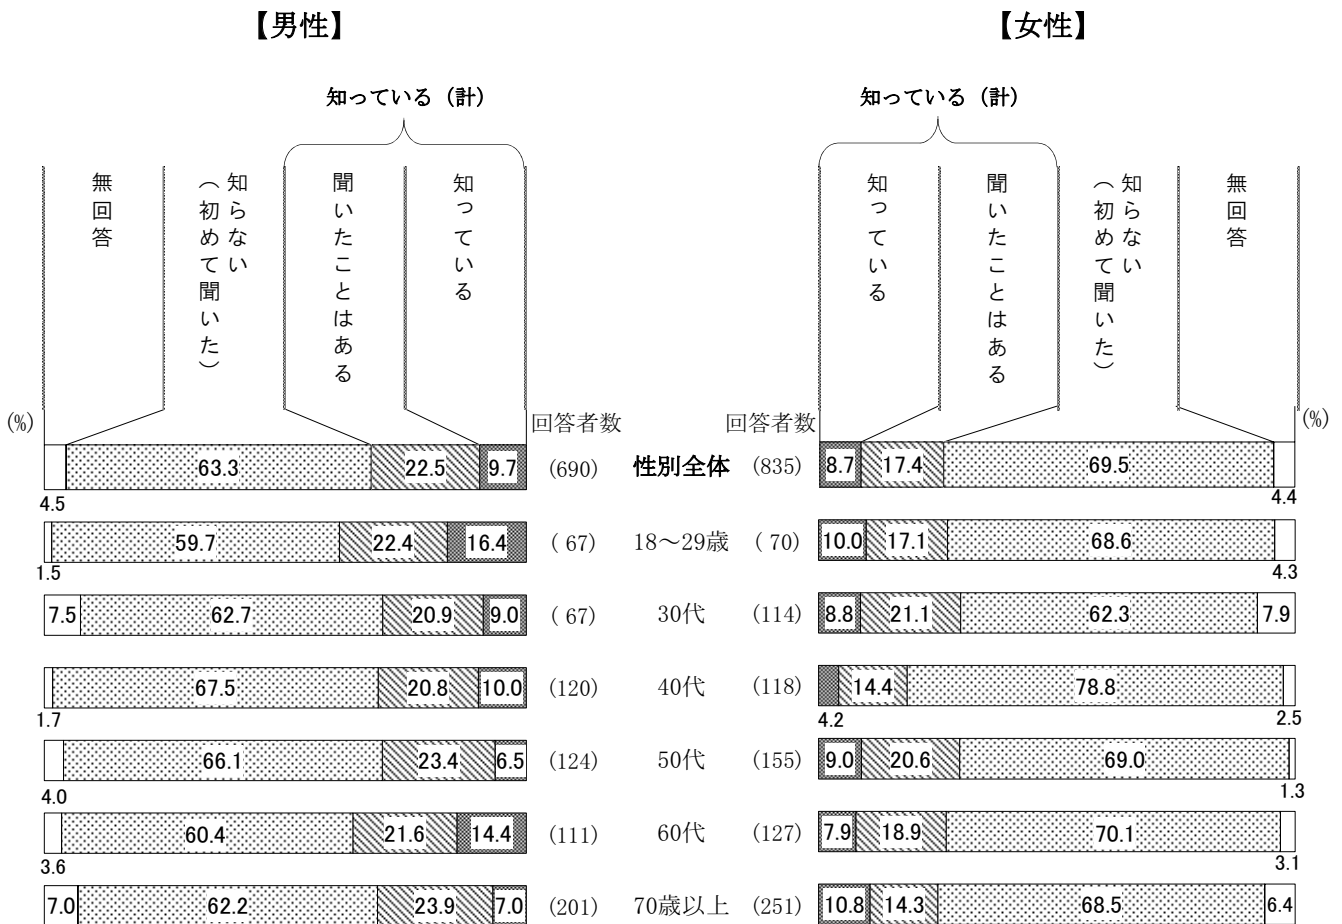 【男性】
【女性】
知っている（計）
知っている（計）
無回答
知らない
（初めて聞いた）
聞いたことはある
知っている
知っている
聞いたことはある
知らない
（初めて聞いた）
無回答
(%) 回答者数 回答者数 (%)
63.3 22.5 9.7 (690) 性別全体 (835) 8.7 17.4 69.5
4.5 4.4
59.7 22.4 16.4 ( 67) 18～29歳 ( 70) 10.0 17.1 68.6
1.5 4.3
7.5 62.7 20.9 9.0 ( 67) 30代 (114) 8.8 21.1 62.3 7.9
67.5 20.8 10.0 (120) 40代 (118) 14.4 78.8
1.7 4.2 2.5
66.1 23.4 6.5 (124) 50代 (155) 9.0 20.6 69.0
4.0 1.3
60.4 21.6 14.4 (111) 60代 (127) 7.9 18.9 70.1
3.6 3.1
7.0 62.2 23.9 7.0 (201) 70歳以上 (251) 10.8 14.3 68.5 6.4